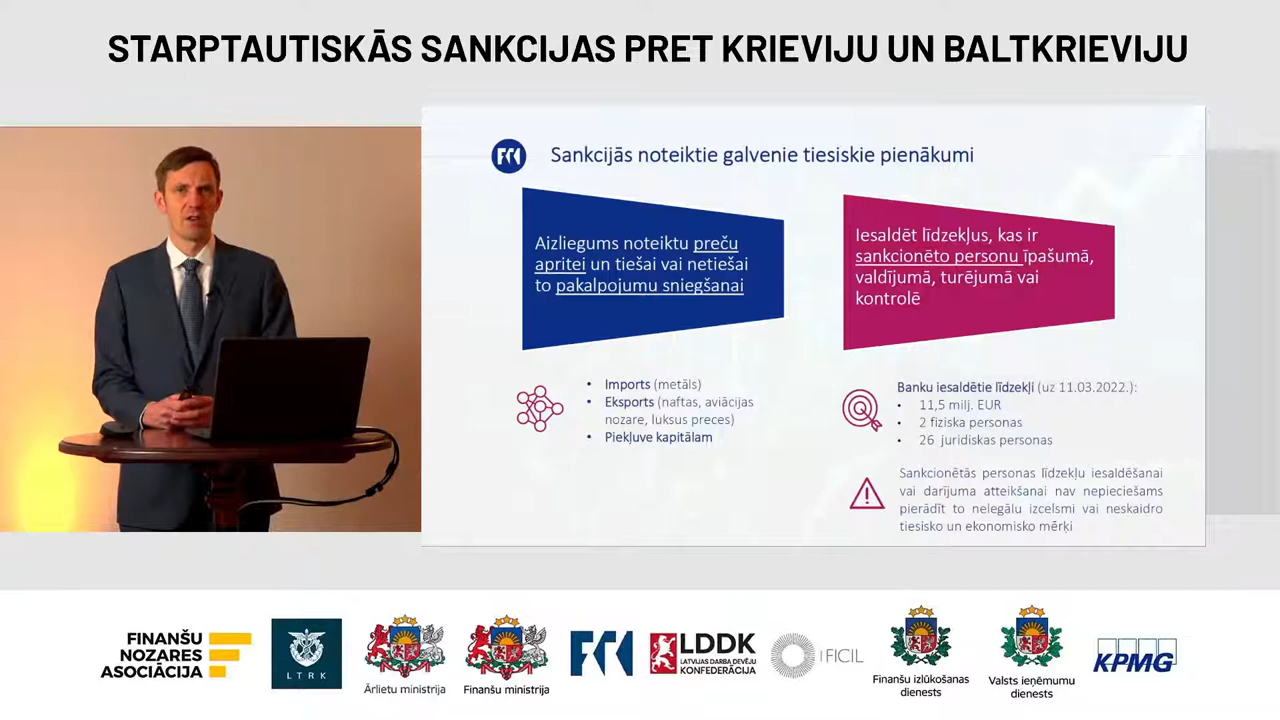 STARPTAUTISKĀS SANKCIJAS PRET KRIEVIJU UN BALTKRIEVIJU
Sankcijās noteiktie galvenie tiesiskie pienākumi
Aizliegums noteiktu preču
apritei un tiešai vai netiešai
to pakalpojumu sniegšanai
Iesaldēt līdzekļus, kas ir
sankcionēto personu īpašumā,
valdījumā, turējumā vai
kontrolē
• Imports (metāls)
• Eksports (naftas, aviācijas
nozare, luksus preces)
• Piekļuve kapitālam
Banku iesaldētie līdzekļi (uz 11.03.2022.):
• 11,5 milj. EUR
• 2 fiziska personas
• 26 juridiskas personas
Sankcionētās personas līdzekļu iesaldēšanai
vai darījuma atteikšanai nav nepieciešams
pierādīt to nelegālu izcelsmi vai neskaidro
tiesisko un ekonomisko mērķi
FINANŠU
NOZARES
ASOCIĀCIJA
LTRK
Ārlietu ministrija
Finanšu ministrija
LDDK
LATVIJAS DARBA DEVĒJU
KONFEDERĀCIJA
FICIL
Finanšu izlūkošanas
dienests
Valsts ieņēmumu
dienests
KPMG